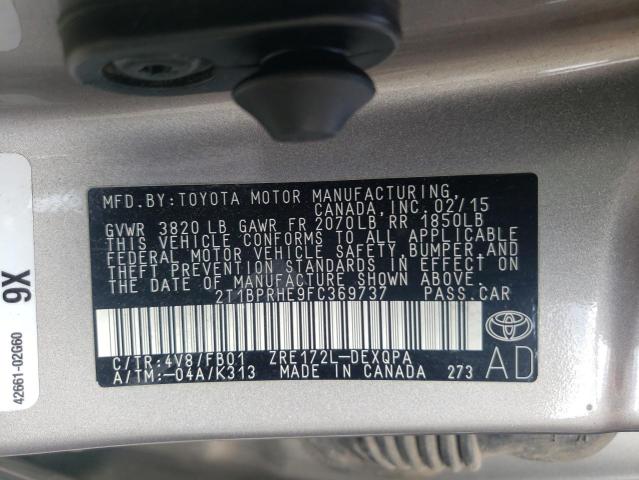 MFD. BY: TOYOTA MOTOR MANUFACTURING,
CANADA, INC. 02/15
GVWR 3820 LB GAWR FR 2070LB RR 1850LB
THIS VEHICLE CONFORMS TO ALL APPLICABLE
FEDERAL MOTOR VEHICLE SAFETY, BUMPER, AND
THEFT PREVENTION STANDARDS IN EFFECT ON
THE DATE OF MANUFACTURE SHOWN ABOVE.
2T1BPRHE9FC369737 PASS. CAR
C/TR: 4V8/FB01 ZRE172L-DEXQPA
A/TM: -04A/K313 MADE IN CANADA 273
AD
42661-02G60
9X